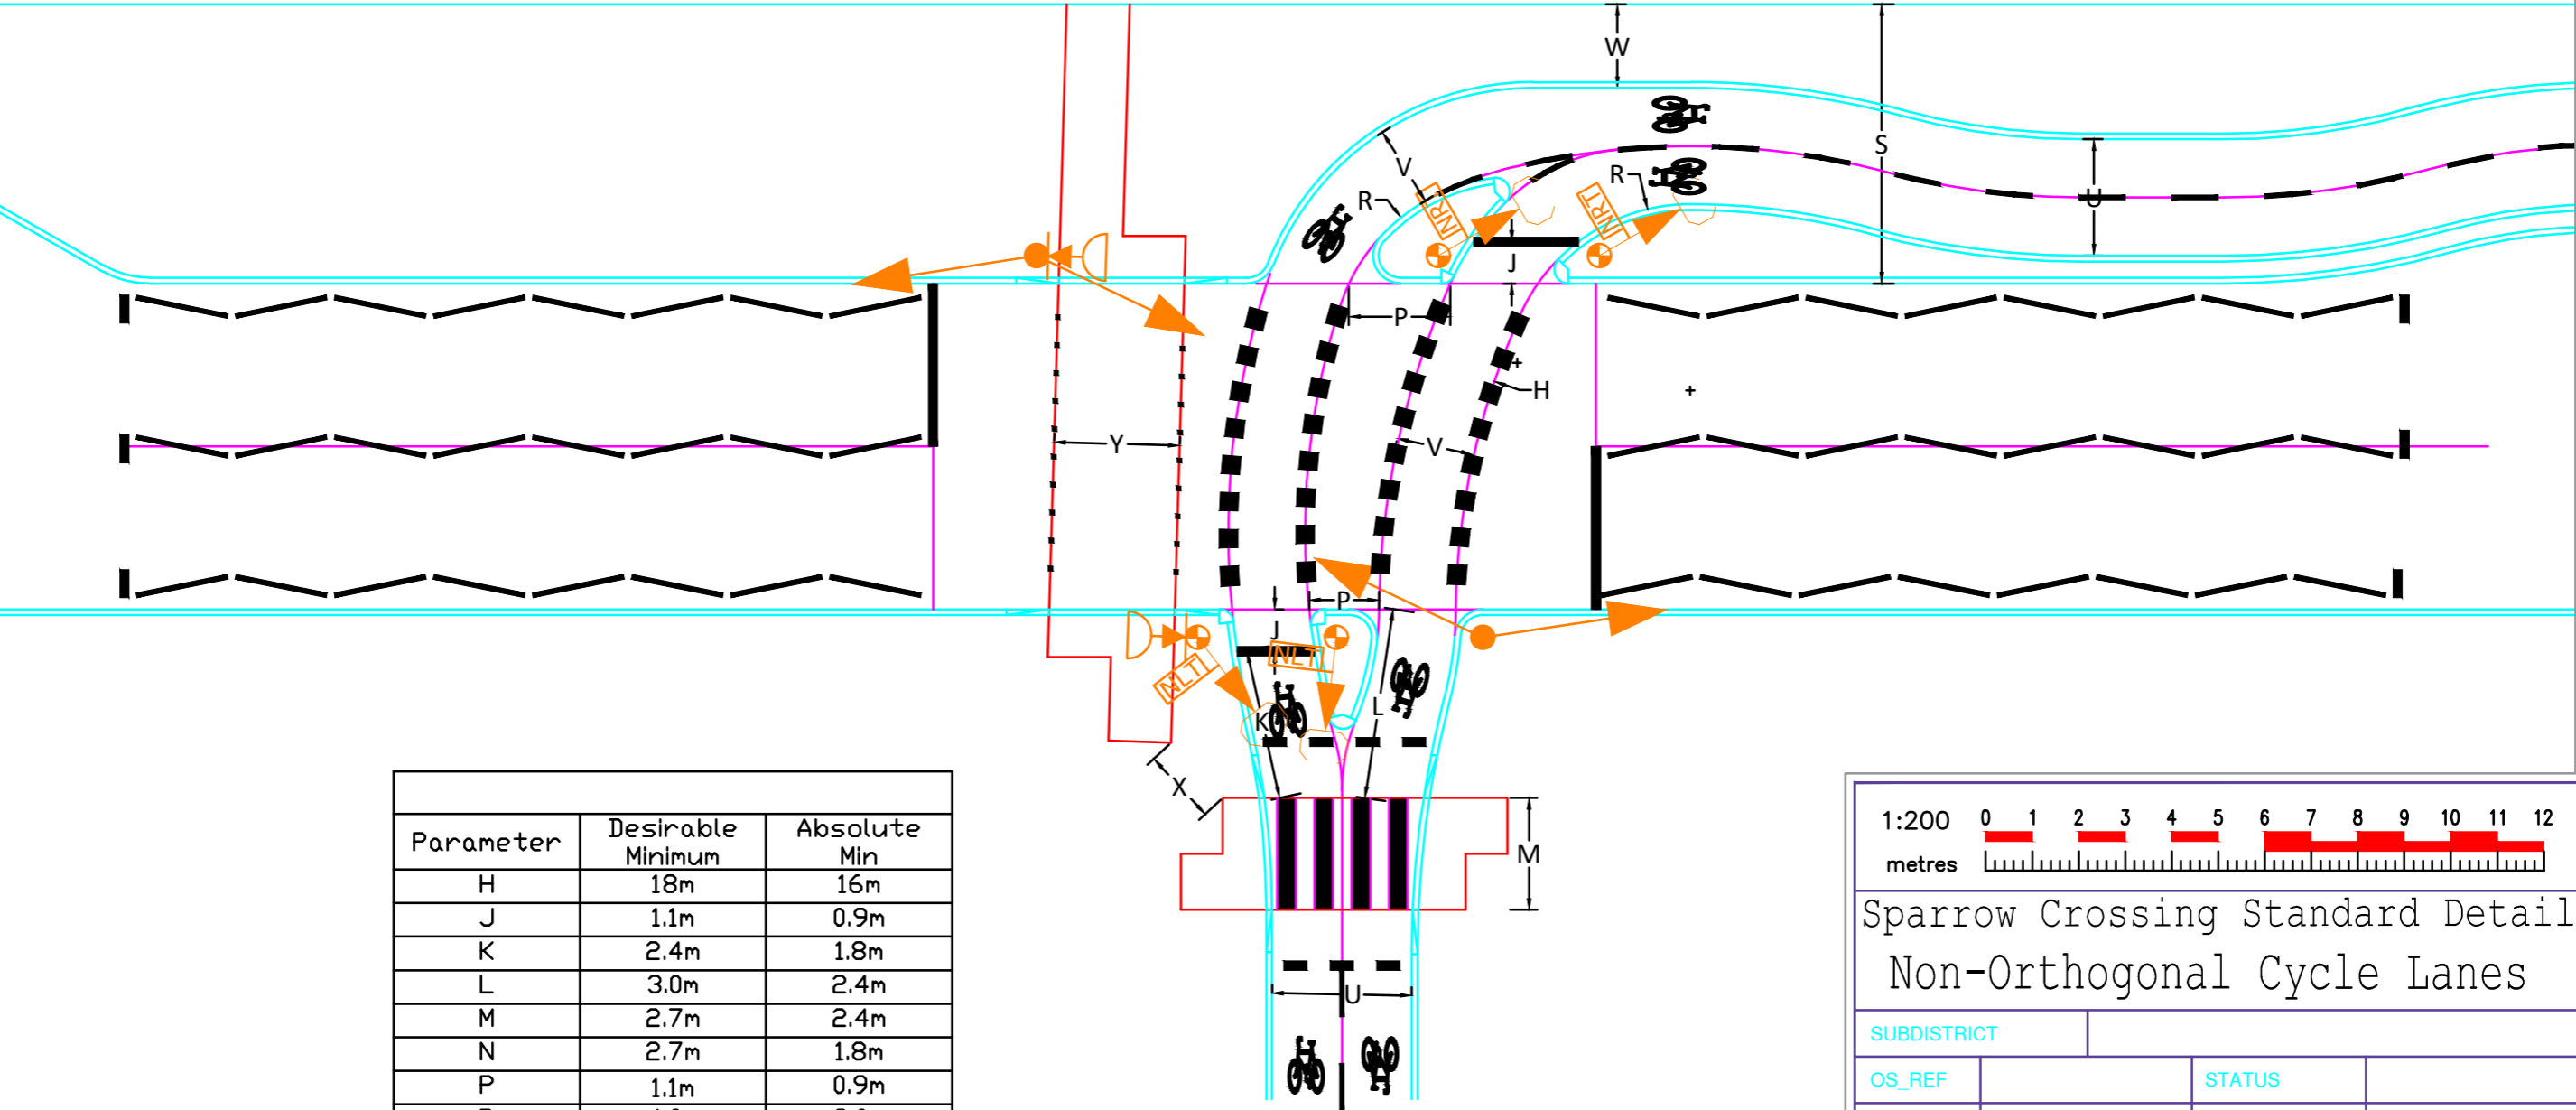 W
S
V
R
R
NRT
NRT
U
J
P
H
Y
V
P
J
NLT
NLT
K
L
X
M
U
Parameter Desirable Minimum Absolute Min
H 18m 16m
J 1.1m 0.9m
K 2.4m 1.8m
L 3.0m 2.4m
M 2.7m 2.4m
N 2.7m 1.8m
P 1.1m 0.9m
1:200 0 1 2 3 4 5 6 7 8 9 10 11 12
metres
Sparrow Crossing Standard Detail
Non-Orthogonal Cycle Lanes
SUBDISTRICT
OS_REF STATUS